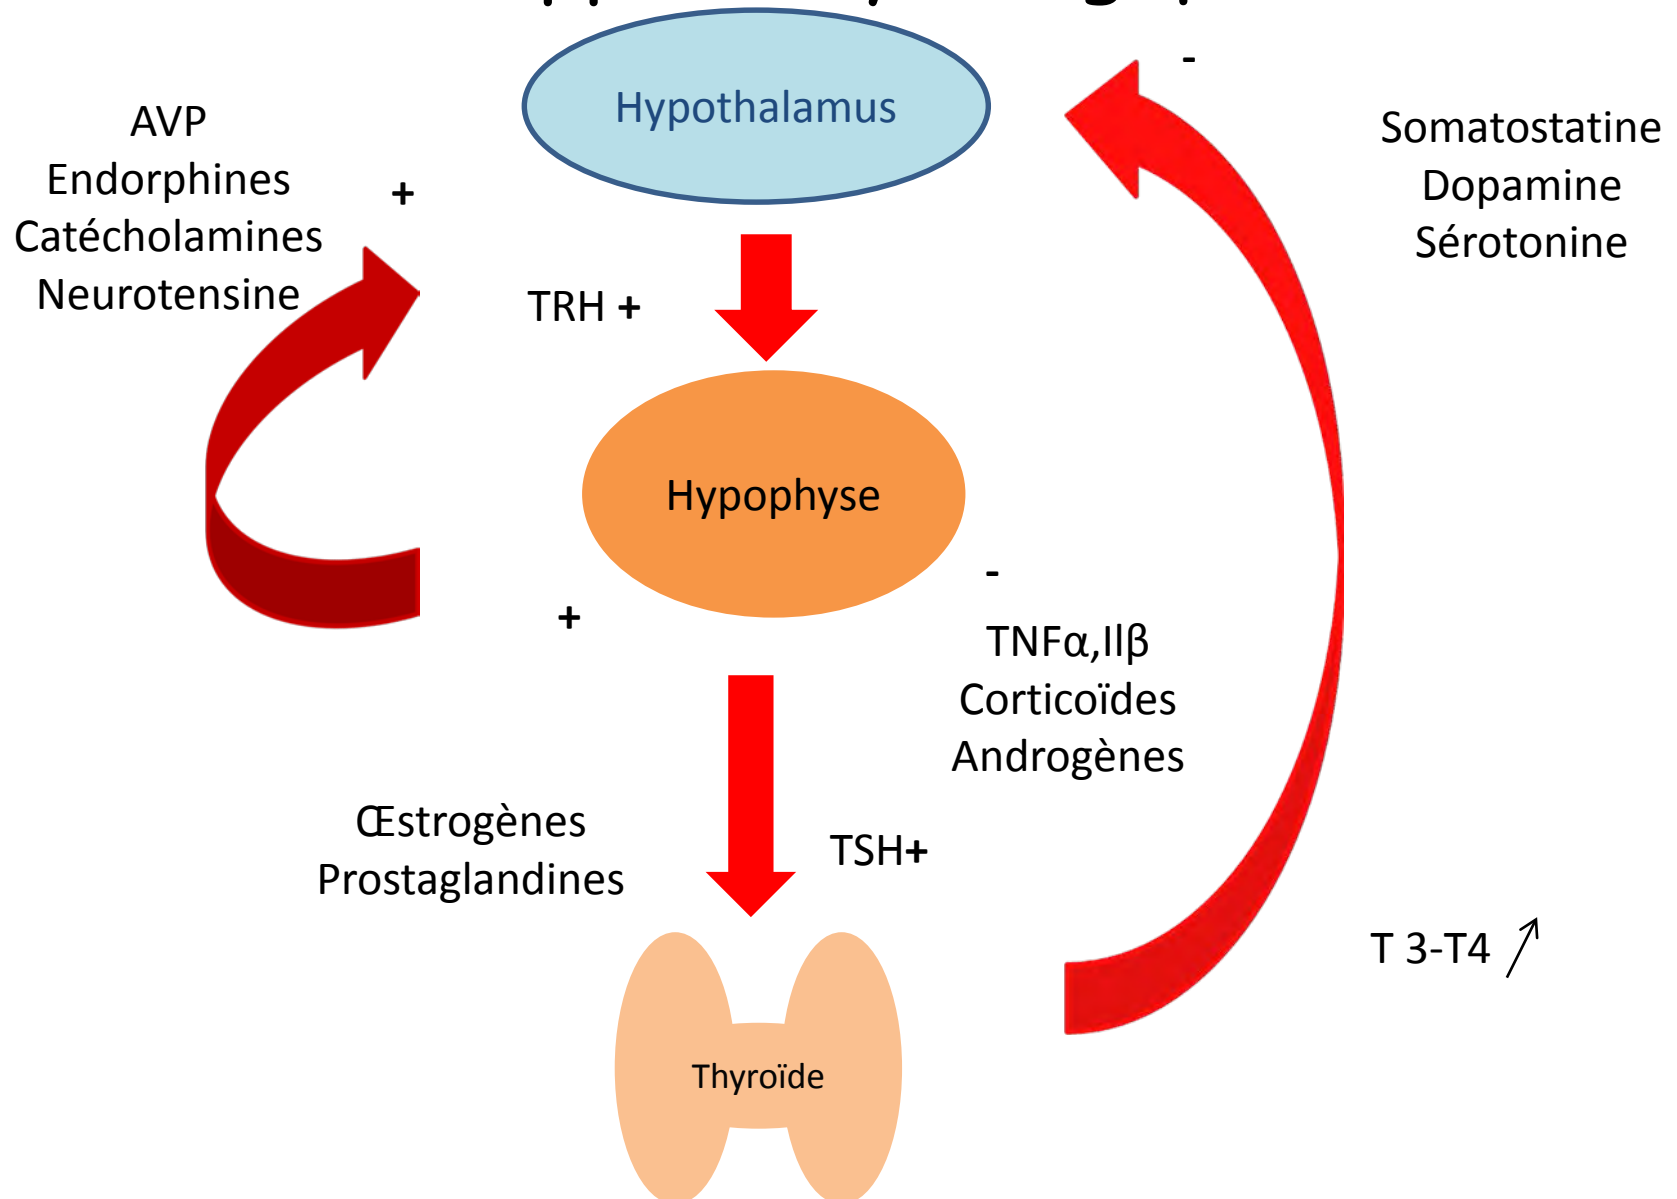 Hypothalamus
-
AVP
Endorphines
Catécholamines
Neurotensine
+
Somatostatine
Dopamine
Sérotonine
TRH +
Hypophyse
-
+
TNFα,Ilβ
Corticoïdes
Androgènes
Œstrogènes
Prostaglandines
TSH+
T 3-T4
Thyroïde